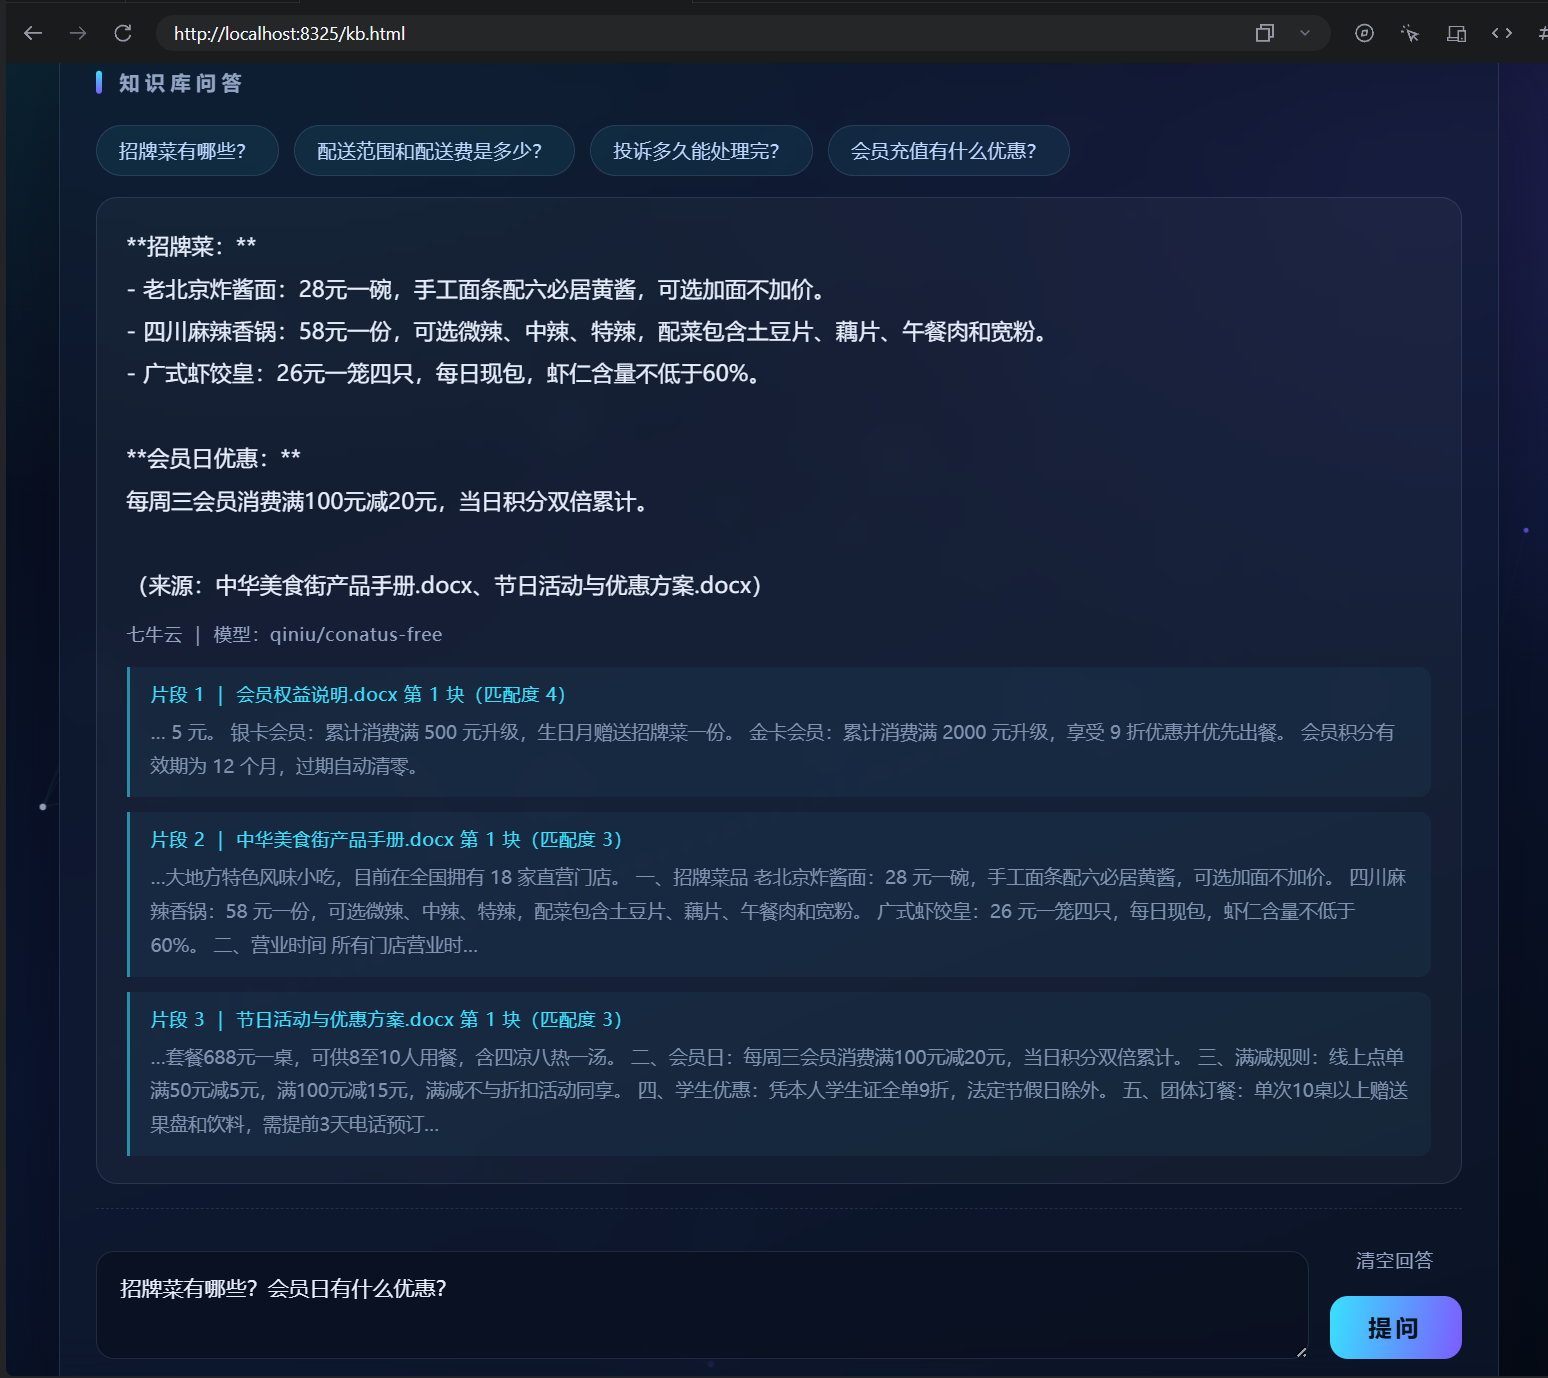 http://localhost:8325/kb.html
知识库问答
招牌菜有哪些？ 配送范围和配送费是多少？ 投诉多久能处理完？ 会员充值有什么优惠？
**招牌菜：**
- 老北京炸酱面：28元一碗，手工面条配六必居黄酱，可选加面不加价。
- 四川麻辣香锅：58元一份，可选微辣、中辣、特辣，配菜包含土豆片、藕片、午餐肉和宽粉。
- 广式虾饺皇：26元一笼四只，每日现包，虾仁含量不低于60%。
**会员日优惠：**
每周三会员消费满100元减20元，当日积分双倍累计。
（来源：中华美食街产品手册.docx、节日活动与优惠方案.docx）
七牛云 | 模型：qiniu/conatus-free
片段 1 | 会员权益说明.docx 第 1 块（匹配度 4）
... 5 元。 银卡会员：累计消费满 500 元升级，生日月赠送招牌菜一份。 金卡会员：累计消费满 2000 元升级，享受 9 折优惠并优先出餐。 会员积分有
效期为 12 个月，过期自动清零。
片段 2 | 中华美食街产品手册.docx 第 1 块（匹配度 3）
...大地方特色风味小吃，目前在全国拥有 18 家直营门店。 一、招牌菜品 老北京炸酱面：28 元一碗，手工面条配六必居黄酱，可选加面不加价。 四川麻
辣香锅：58 元一份，可选微辣、中辣、特辣，配菜包含土豆片、藕片、午餐肉和宽粉。 广式虾饺皇：26 元一笼四只，每日现包，虾仁含量不低于
60%。 二、营业时间 所有门店营业时...
片段 3 | 节日活动与优惠方案.docx 第 1 块（匹配度 3）
...套餐688元一桌，可供8至10人用餐，含四凉八热一汤。 二、会员日：每周三会员消费满100元减20元，当日积分双倍累计。 三、满减规则：线上点单
满50元减5元，满100元减15元，满减不与折扣活动同享。 四、学生优惠：凭本人学生证全单9折，法定节假日除外。 五、团体订餐：单次10桌以上赠送
果盘和饮料，需提前3天电话预订...
清空回答
招牌菜有哪些？会员日有什么优惠？
提问